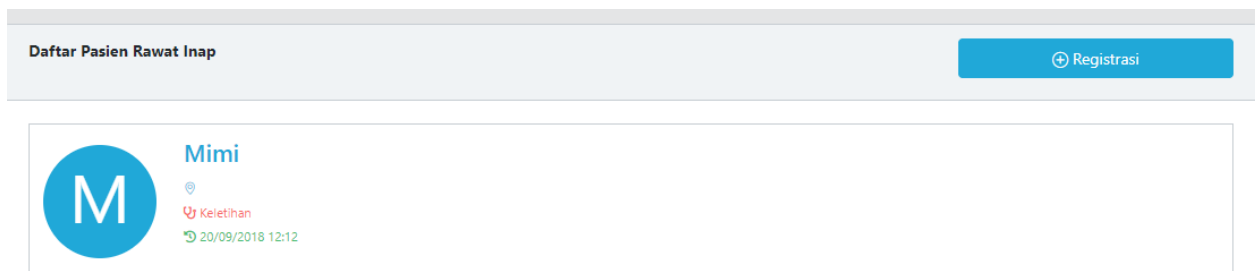 Daftar Pasien Rawat Inap
Registrasi
M
Mimi
Keletihan
20/09/2018 12:12